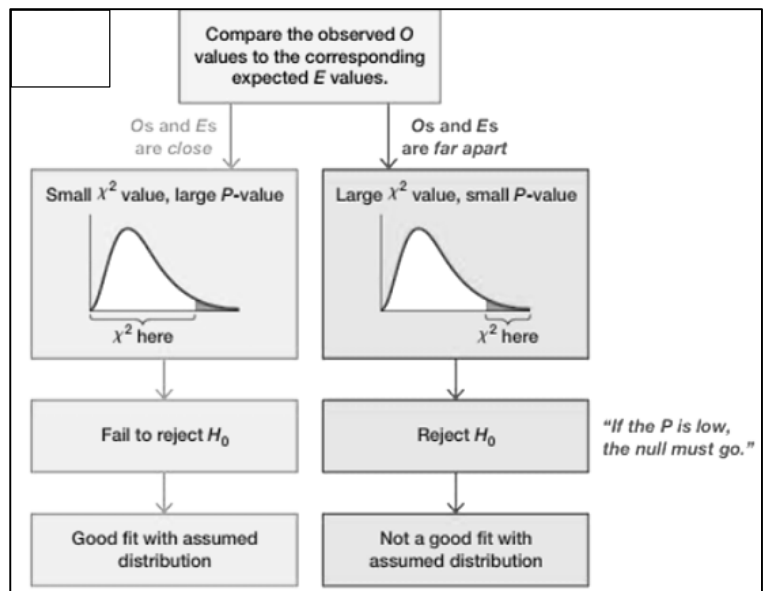 Compare the observed O
values to the corresponding
expected E values.
Os and Es
are close
Os and Es
are far apart
Small χ² value, large P-value
χ² here
Large χ² value, small P-value
χ² here
Fail to reject H₀
Reject H₀
“If the P is low,
the null must go.”
Good fit with assumed
distribution
Not a good fit with
assumed distribution